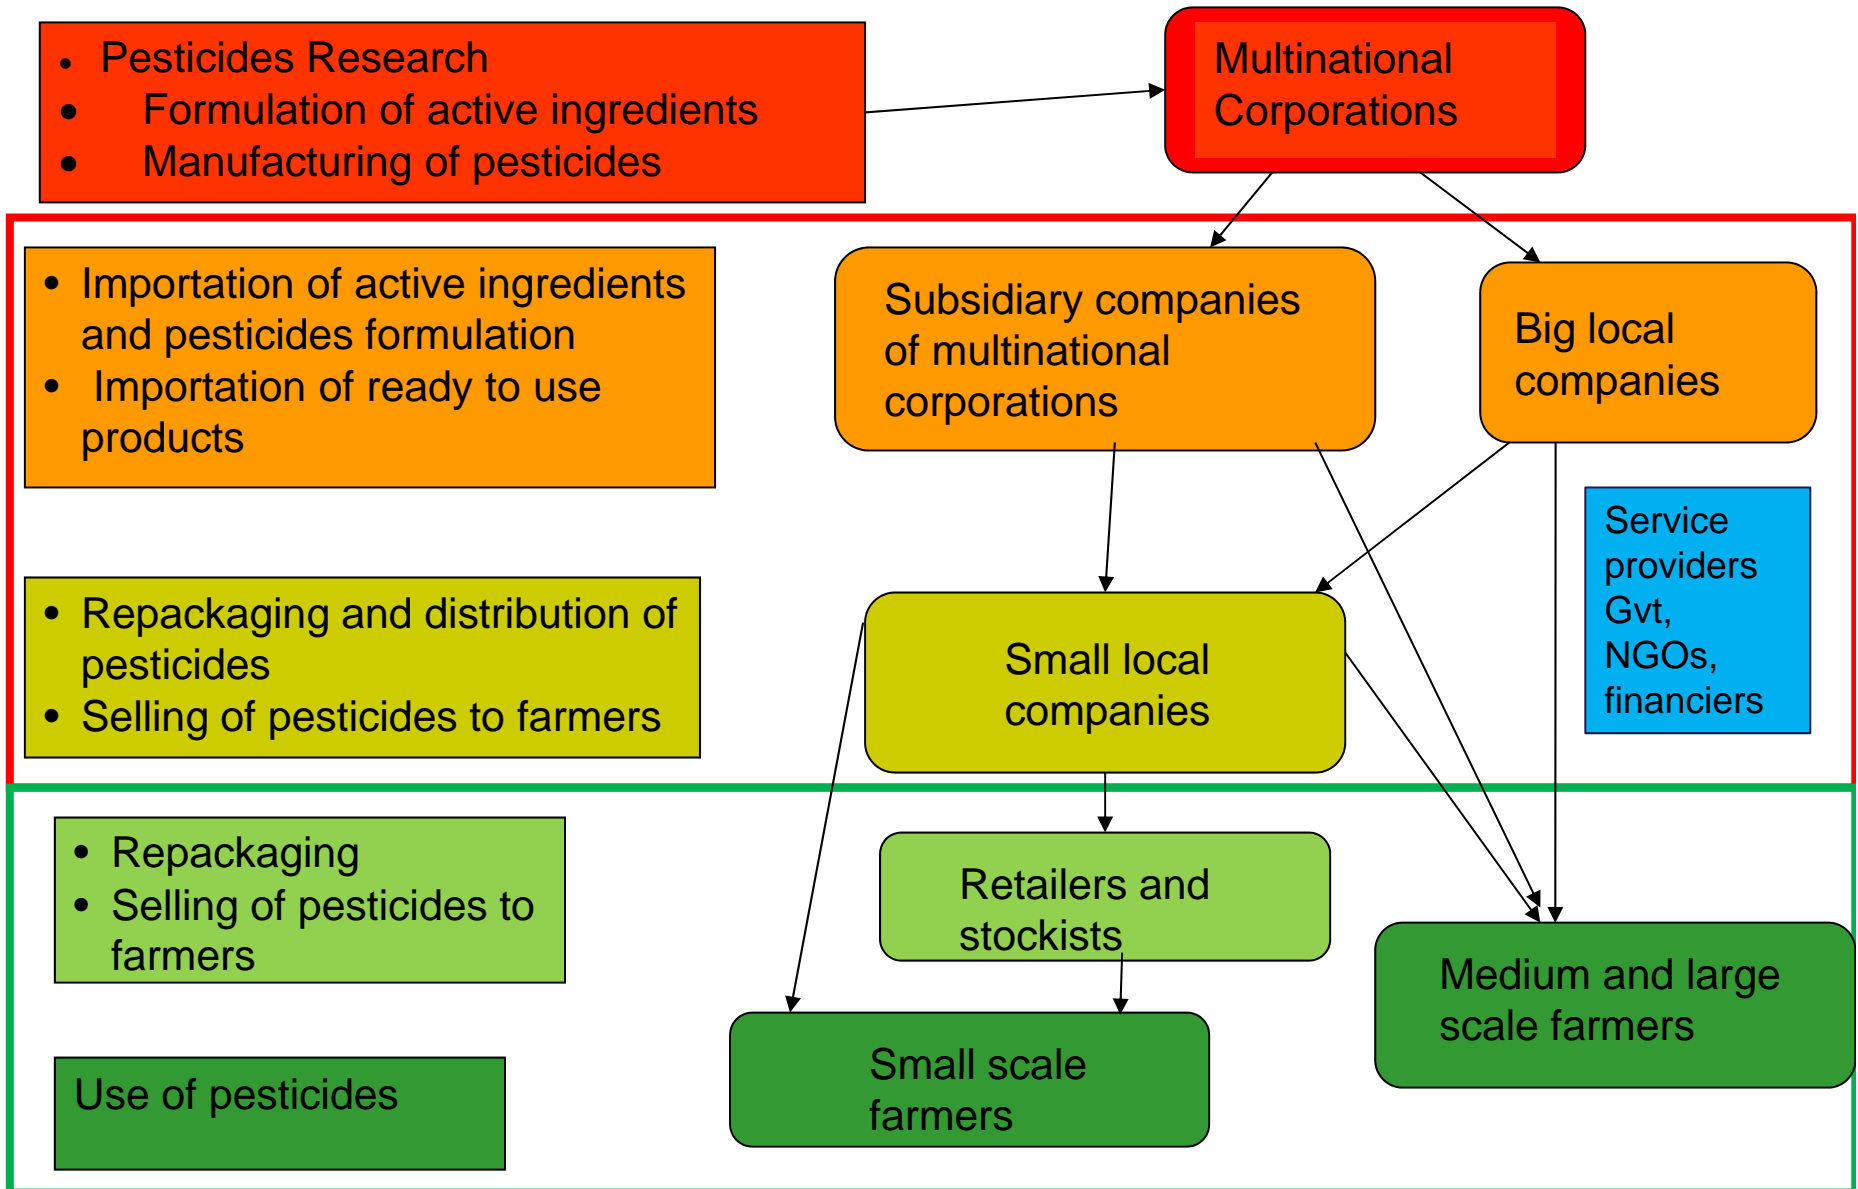 • Pesticides Research
• Formulation of active ingredients
• Manufacturing of pesticides
Multinational
Corporations
• Importation of active ingredients
and pesticides formulation
• Importation of ready to use
products
Subsidiary companies
of multinational
corporations
Big local
companies
Service
providers
Gvt,
NGOs,
financiers
• Repackaging and distribution of
pesticides
• Selling of pesticides to farmers
Small local
companies
• Repackaging
• Selling of pesticides to
farmers
Retailers and
stockists
Medium and large
scale farmers
Use of pesticides
Small scale
farmers